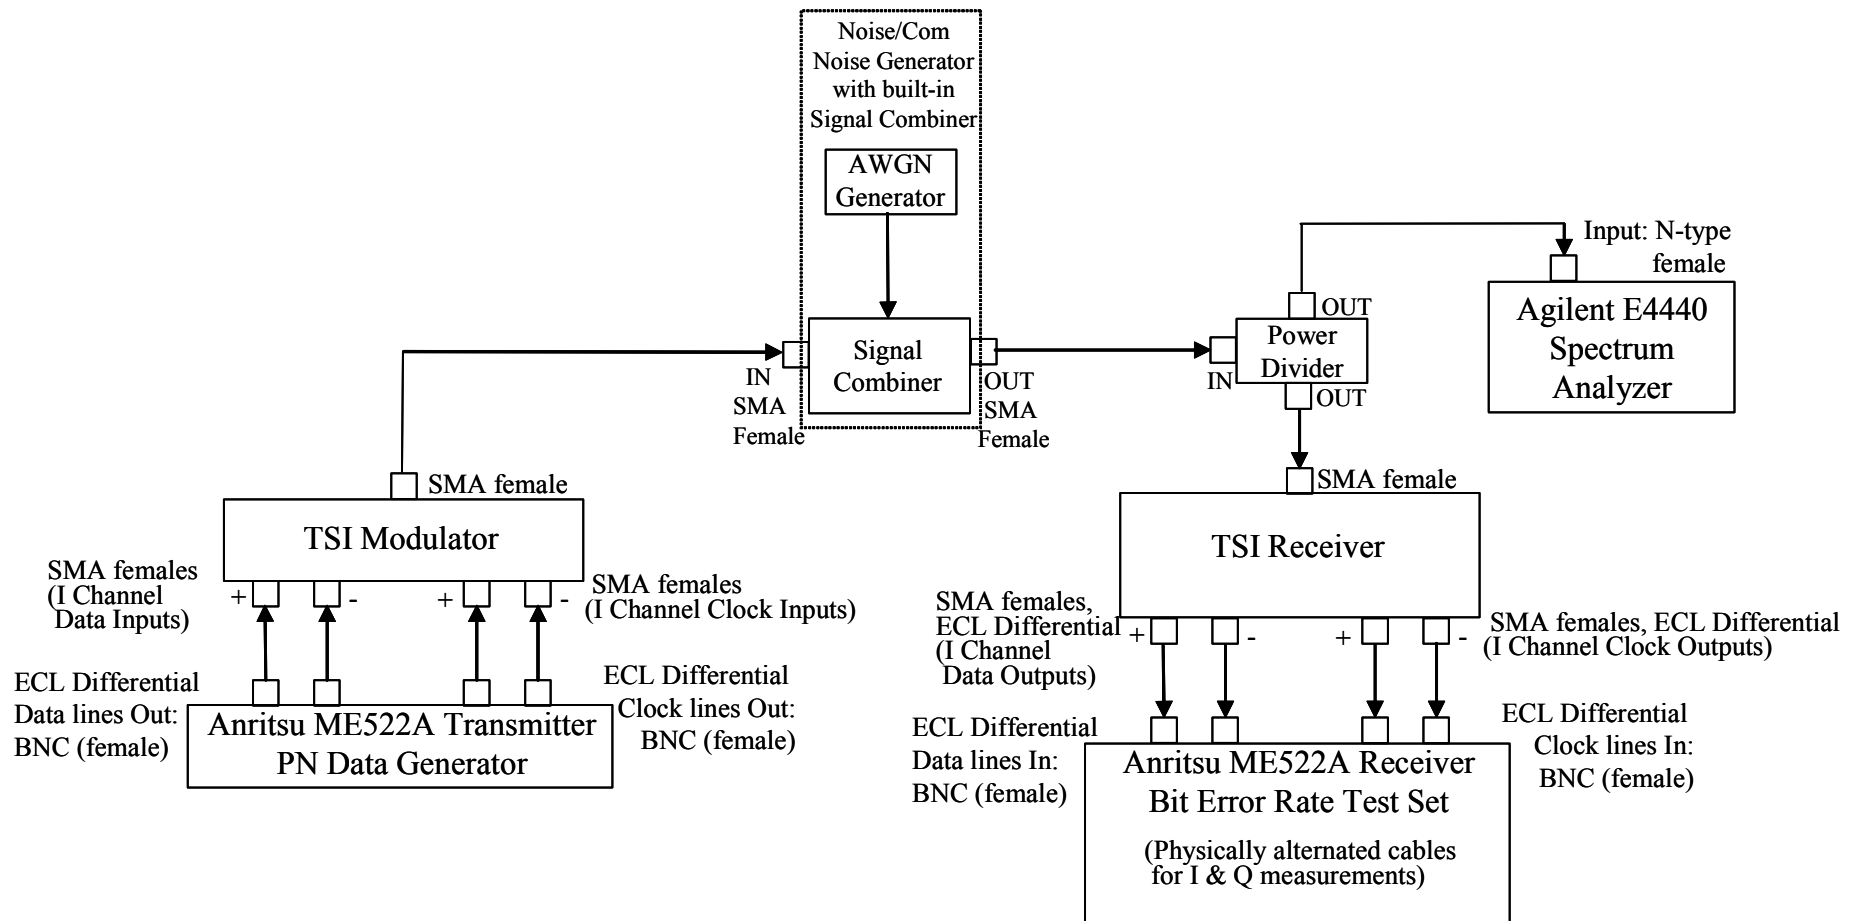 Noise/Com
Noise Generator
with built-in
Signal Combiner
AWGN
Generator
Signal
Combiner
IN
SMA
Female
OUT
SMA
Female
IN
Power
Divider
OUT
OUT
Input: N-type
female
Agilent E4440
Spectrum
Analyzer
SMA female
TSI Modulator
SMA females
(I Channel
Data Inputs)
+
-
+
-
SMA females
(I Channel Clock Inputs)
ECL Differential
Data lines Out:
BNC (female)
ECL Differential
Clock lines Out:
BNC (female)
Anritsu ME522A Transmitter
PN Data Generator
SMA female
TSI Receiver
SMA females,
ECL Differential
(I Channel
Data Outputs)
+
-
+
-
SMA females, ECL Differential
(I Channel Clock Outputs)
ECL Differential
Data lines In:
BNC (female)
ECL Differential
Clock lines In:
BNC (female)
Anritsu ME522A Receiver
Bit Error Rate Test Set
(Physically alternated cables
for I & Q measurements)